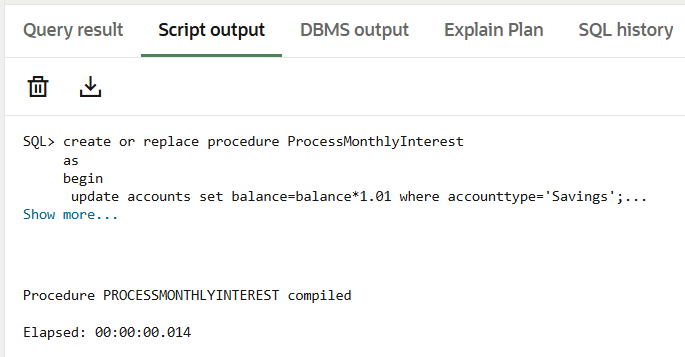 Query result Script output DBMS output Explain Plan SQL history
SQL> create or replace procedure ProcessMonthlyInterest
as
begin
update accounts set balance=balance*1.01 where accounttype='Savings';...
Show more...
Procedure PROCESSMONTHLYINTEREST compiled
Elapsed: 00:00:00.014